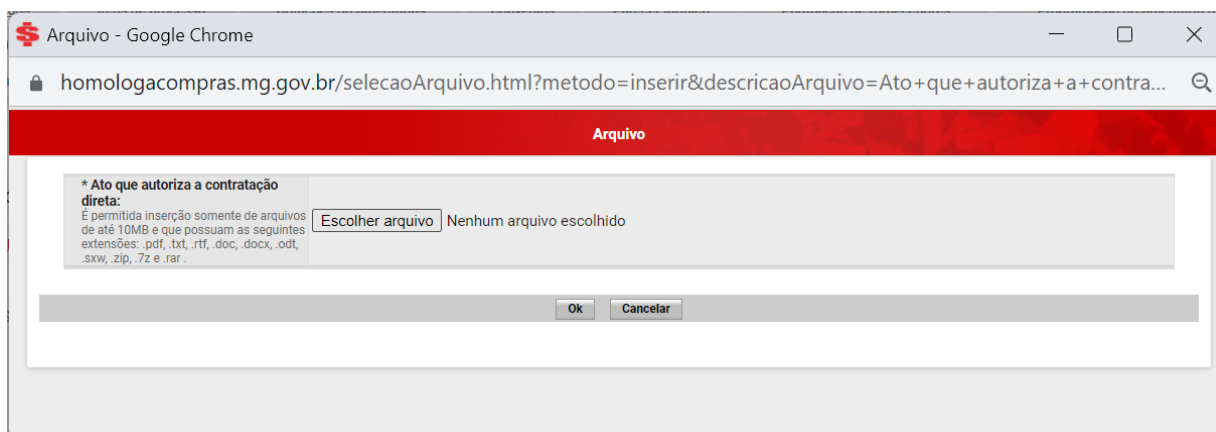 Arquivo - Google Chrome
homologacompras.mg.gov.br/selecaoArquivo.html?metodo=inserir&descricaoArquivo=Ato+que+autoriza+a+contra...
Arquivo
* Ato que autoriza a contratação
direta:
É permitida inserção somente de arquivos
de até 10MB e que possuam as seguintes
extensões: .pdf, .txt, .rtf, .doc, .docx, .odt,
.sxw, .zip, .7z e .rar .
Escolher arquivo Nenhum arquivo escolhido
Ok Cancelar